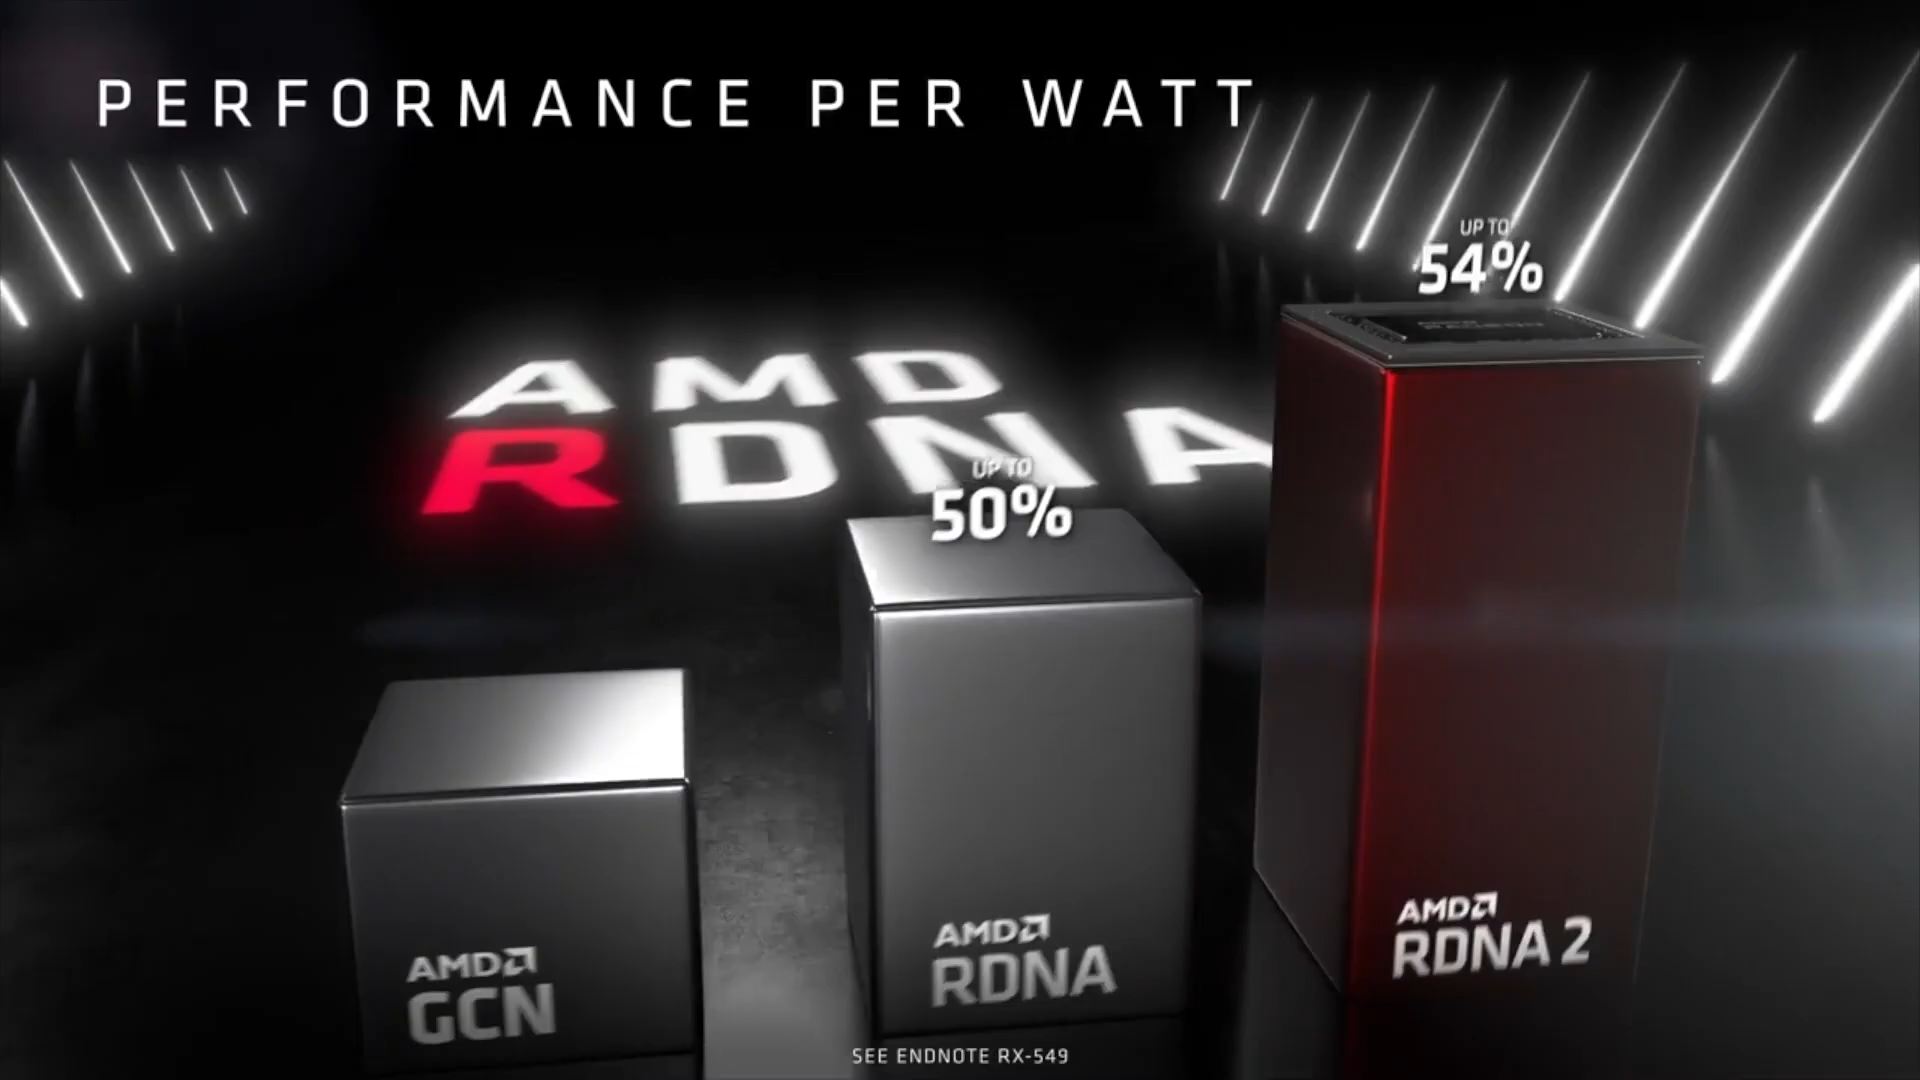 PERFORMANCE PER WATT
UP TO
54%
AMD
RDNA
UP TO
50%
AMD
GCN
AMD
RDNA
AMD
RDNA 2
SEE ENDNOTE RX-549